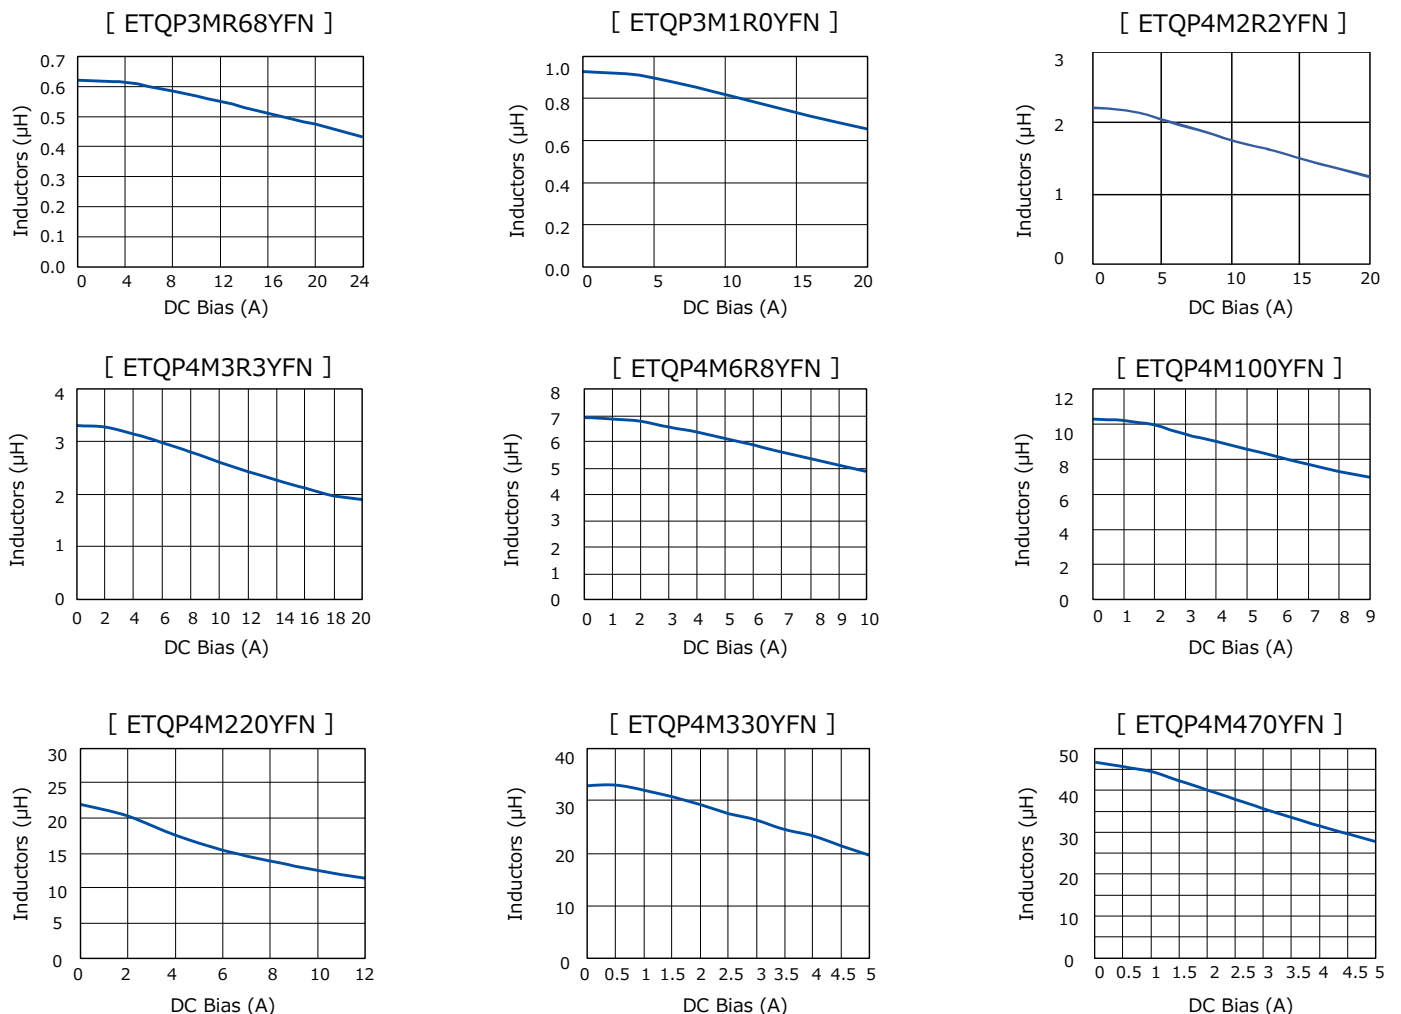 [ ETQP3MR68YFN ]
0.7
0.6
0.5
0.4
0.3
0.2
0.1
0.0
Inductors (μH)
0 4 8 12 16 20 24
DC Bias (A)
[ ETQP3M1R0YFN ]
1.0
0.8
0.6
0.4
0.2
0.0
Inductors (μH)
0 5 10 15 20
DC Bias (A)
[ ETQP4M2R2YFN ]
3
2
1
0
Inductors (μH)
0 5 10 15 20
DC Bias (A)
[ ETQP4M3R3YFN ]
4
3
2
1
0
Inductors (μH)
0 2 4 6 8 10 12 14 16 18 20
DC Bias (A)
[ ETQP4M6R8YFN ]
8
7
6
5
4
3
2
1
0
Inductors (μH)
0 1 2 3 4 5 6 7 8 9 10
DC Bias (A)
[ ETQP4M100YFN ]
12
10
8
6
4
2
0
Inductors (μH)
0 1 2 3 4 5 6 7 8 9
DC Bias (A)
[ ETQP4M220YFN ]
30
25
20
15
10
5
0
Inductors (μH)
0 2 4 6 8 10 12
DC Bias (A)
[ ETQP4M330YFN ]
40
30
20
10
0
Inductors (μH)
0 0.5 1 1.5 2 2.5 3 3.5 4 4.5 5
DC Bias (A)
[ ETQP4M470YFN ]
50
40
30
20
10
0
Inductors (μH)
0 0.5 1 1.5 2 2.5 3 3.5 4 4.5 5
DC Bias (A)